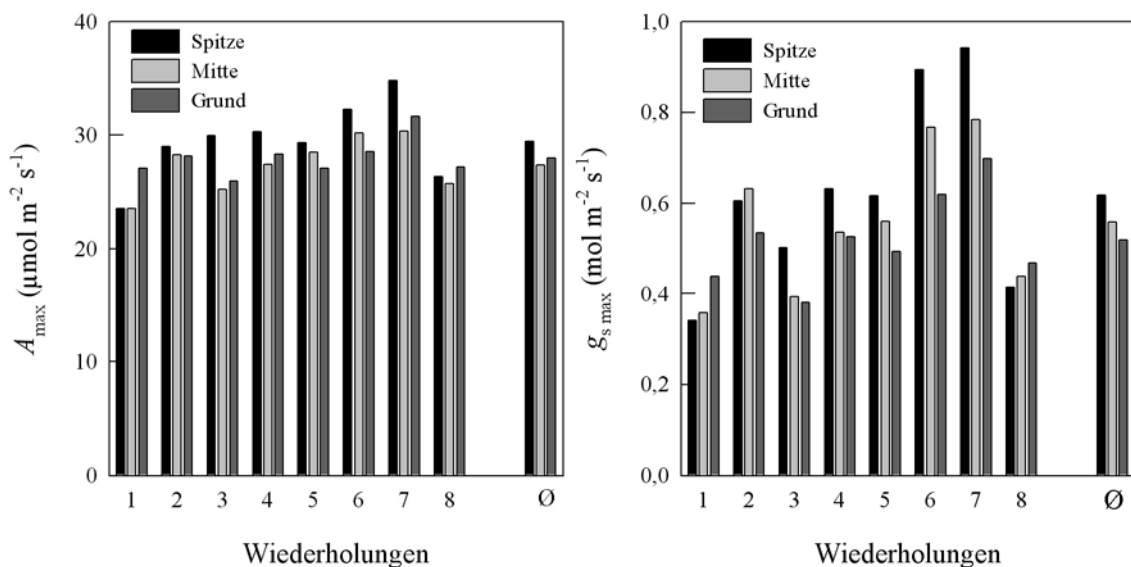 40
30
20
10
0
A max (µmol m-2 s-1)
Spitze
Mitte
Grund
1 2 3 4 5 6 7 8 Ø
Wiederholungen
1,0
0,8
0,6
0,4
0,2
0,0
g s max (mol m-2 s-1)
Spitze
Mitte
Grund
1 2 3 4 5 6 7 8 Ø
Wiederholungen